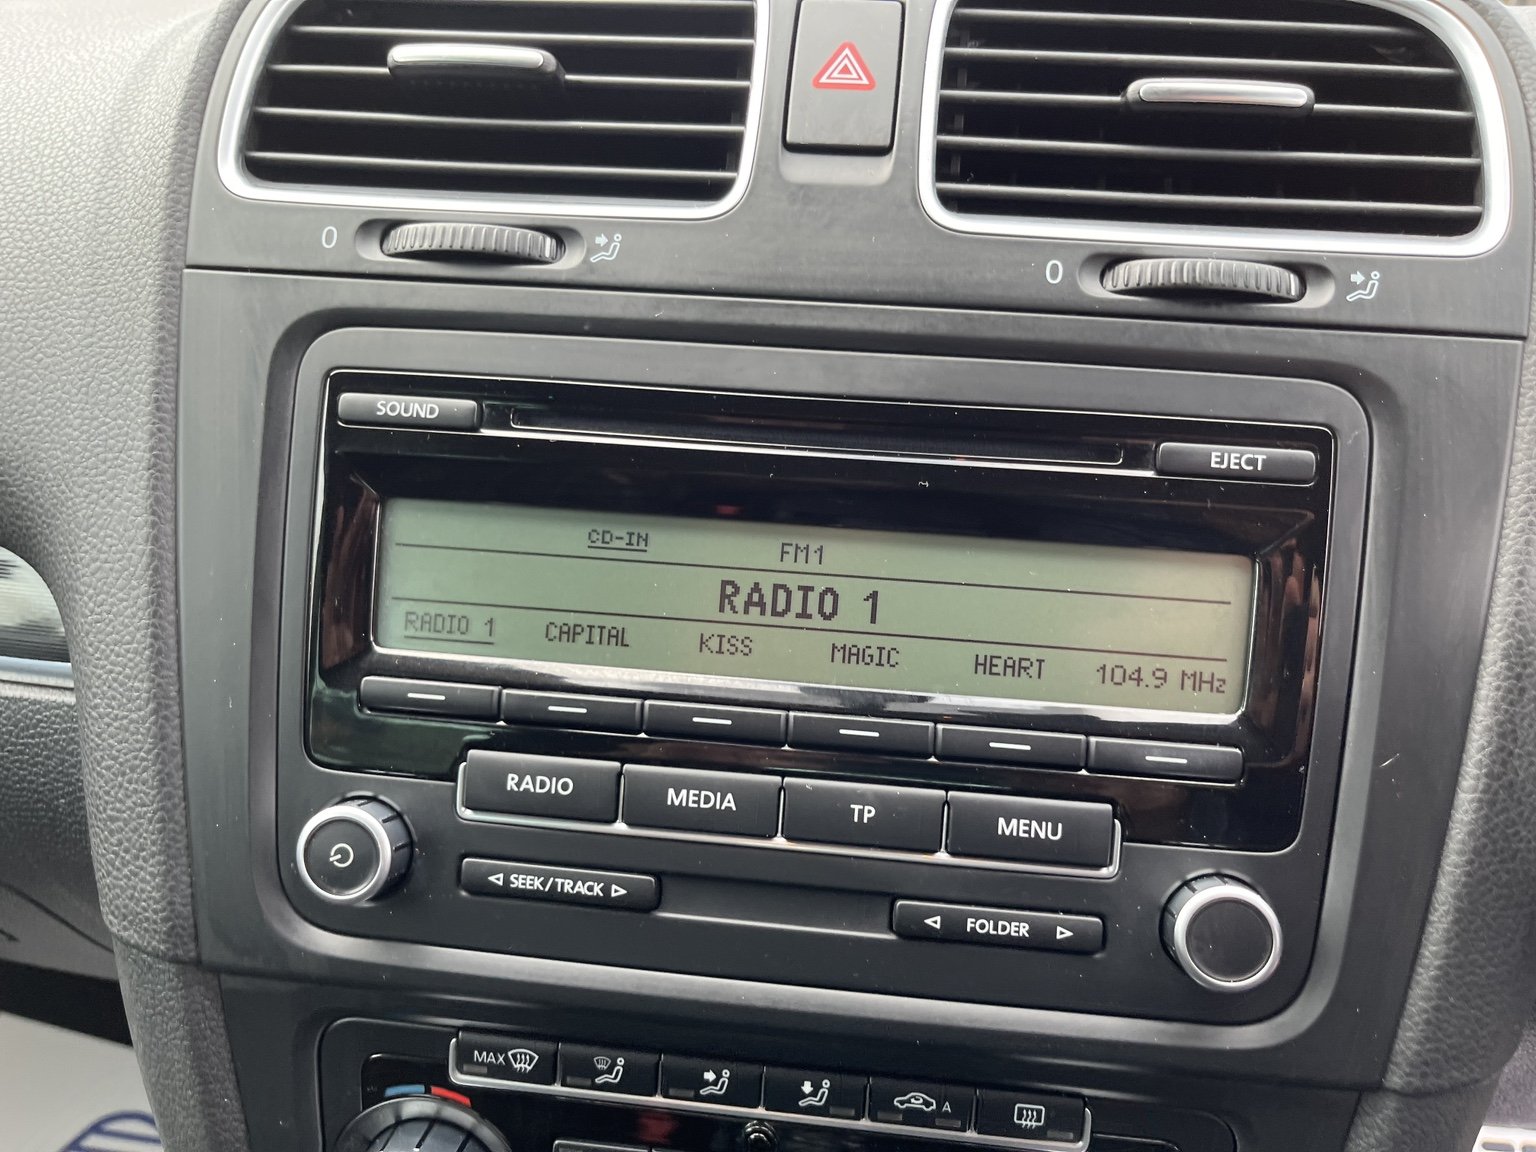 0
0
SOUND
EJECT
CD-IN FM1
RADIO 1
RADIO 1 CAPITAL KISS MAGIC HEART 104.9 MHz
RADIO MEDIA TP MENU
SEEK/TRACK FOLDER
MAX A